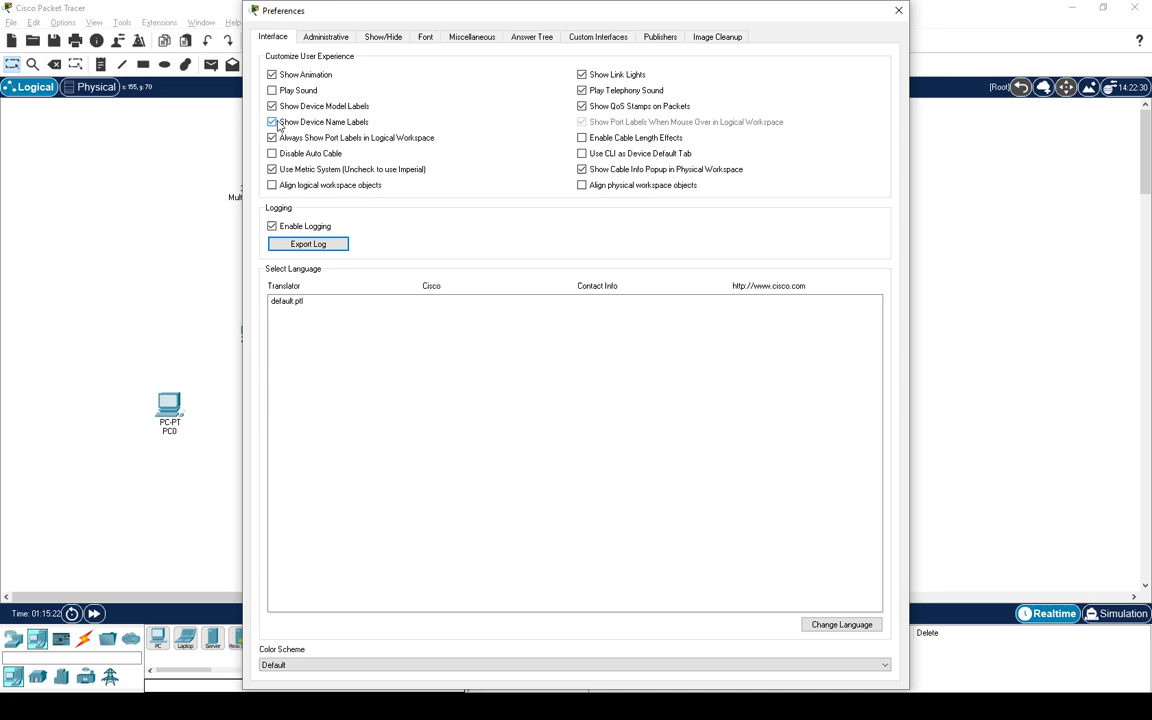 Cisco Packet Tracer
File Edit Options View Tools Extensions Window Help
?
Logical Physical x: 155, y: 70
[Root] 14:22:30
Mult
PC-PT
PC0
Preferences
Interface Administrative Show/Hide Font Miscellaneous Answer Tree Custom Interfaces Publishers Image Cleanup
Customize User Experience
Show Animation
Play Sound
Show Device Model Labels
Show Device Name Labels
Always Show Port Labels in Logical Workspace
Disable Auto Cable
Use Metric System (Uncheck to use Imperial)
Align logical workspace objects
Show Link Lights
Play Telephony Sound
Show QoS Stamps on Packets
Show Port Labels When Mouse Over in Logical Workspace
Enable Cable Length Effects
Use CLI as Device Default Tab
Show Cable Info Popup in Physical Workspace
Align physical workspace objects
Logging
Enable Logging
Export Log
Select Language
Translator Cisco Contact Info http://www.cisco.com
default.ptl
Change Language
Color Scheme
Default
Time: 01:15:22
Realtime Simulation
PC Laptop Server
Delete